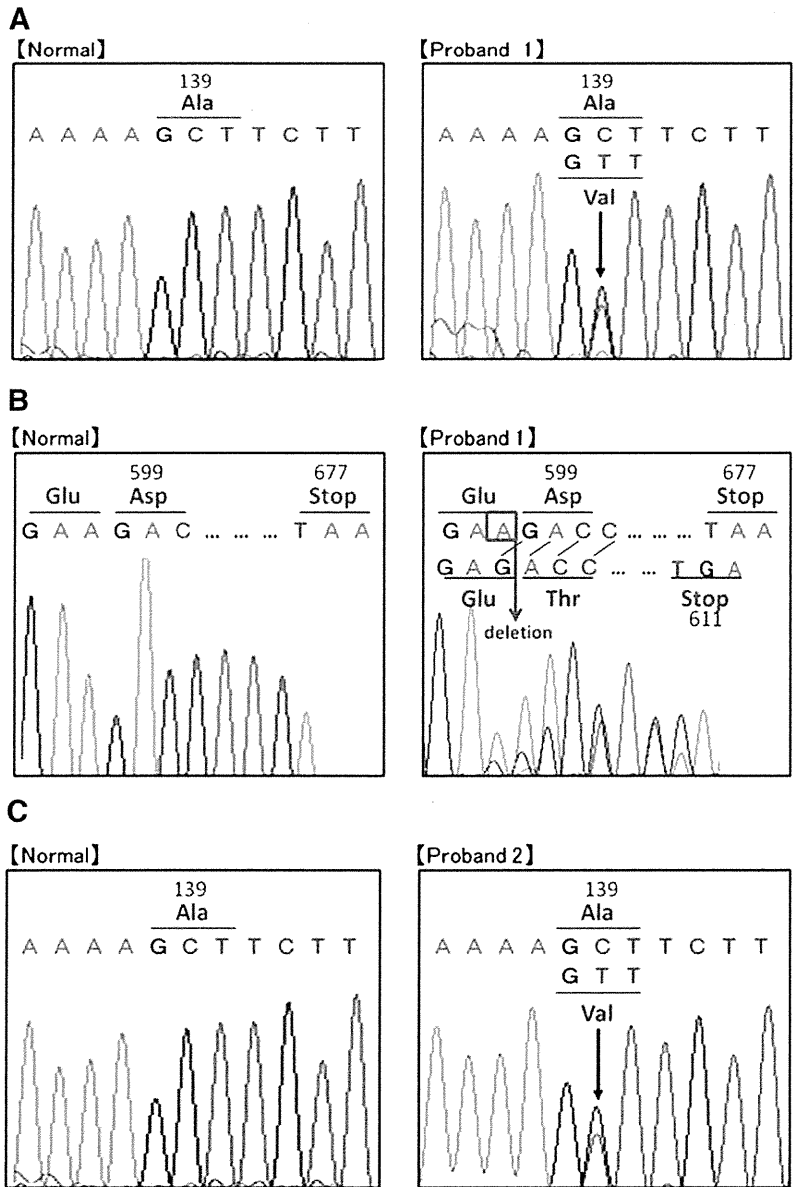 A
【Normal】 【Proband 1】
139 139
Ala Ala
A A A A G C T T C T T A A A A G C T T C T T
G T T
Val
B
【Normal】 【Proband 1】
599 677 599 677
Glu Asp Stop Glu Asp Stop
G A A G A C ... ... ... T A A G A A G A C C ... ... ... T A A
G A G A C C ... ... T G A
Glu Thr Stop
deletion 611
C
【Normal】 【Proband 2】
139 139
Ala Ala
A A A A G C T T C T T A A A A G C T T C T T
G T T
Val